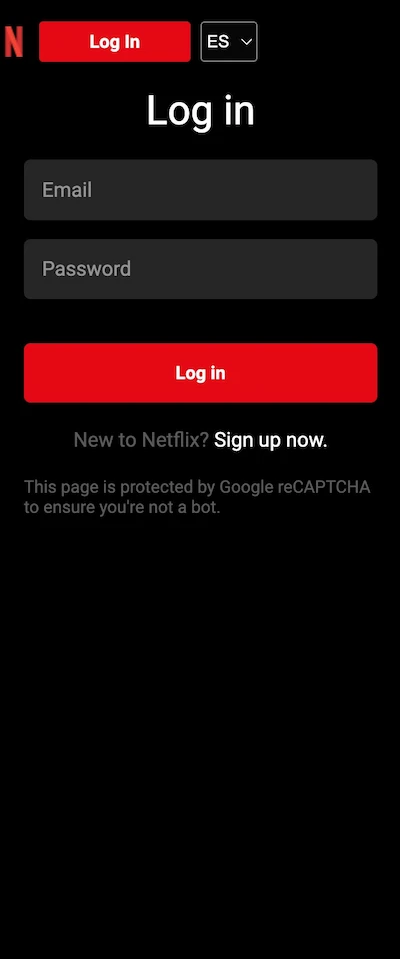 N
Log In
ES
Log in
Email
Password
Log in
New to Netflix? Sign up now.
This page is protected by Google reCAPTCHA
to ensure you're not a bot.